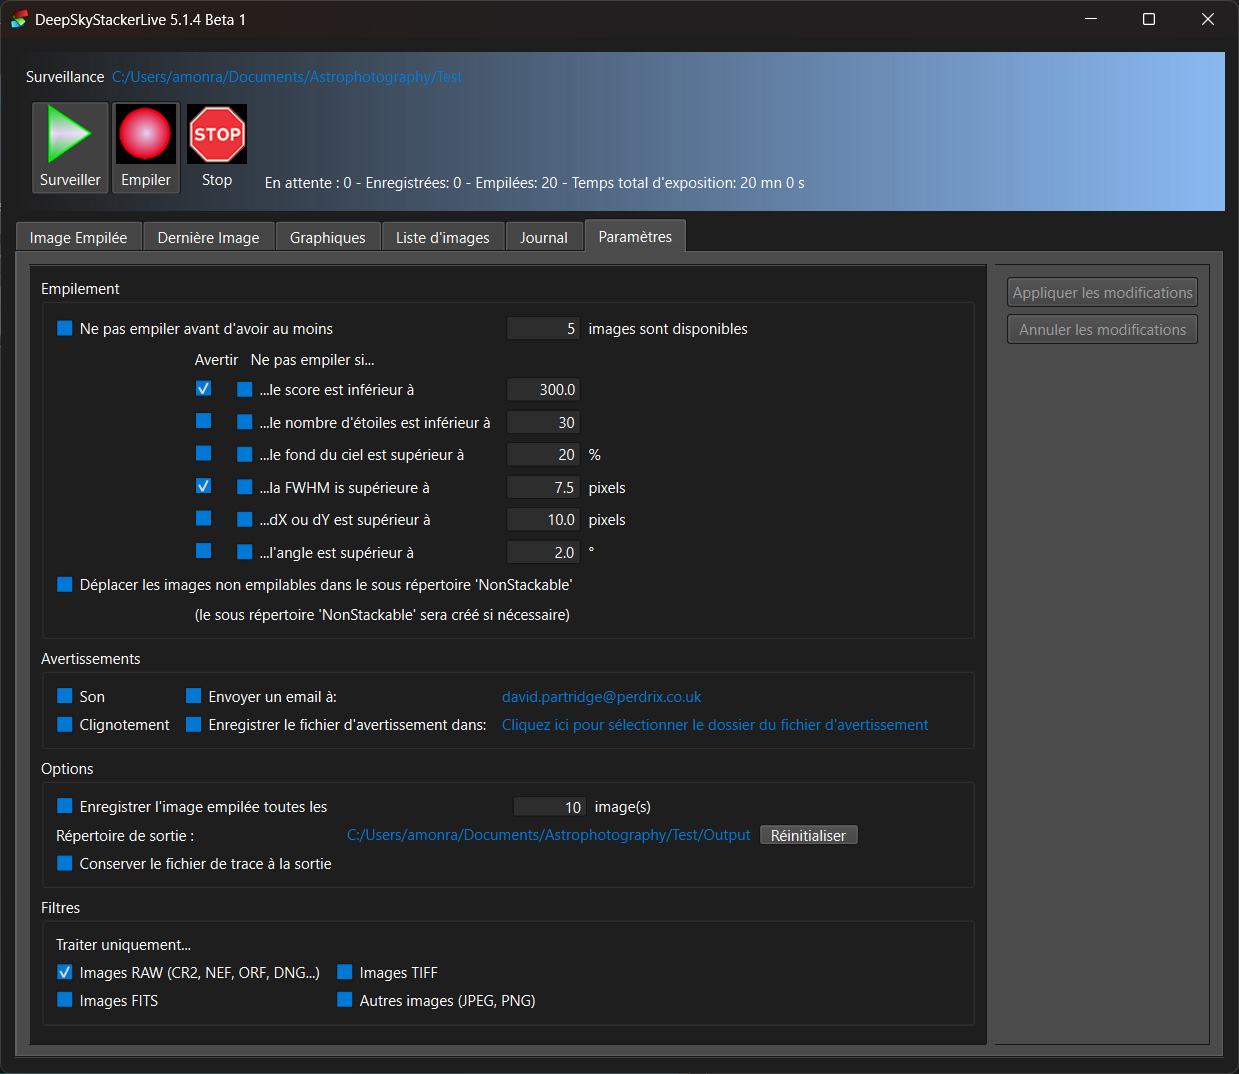 DeepSkyStackerLive 5.1.4 Beta 1
Surveillance C:/Users/amonra/Documents/Astrophotography/Test
STOP
Surveiller Empiler Stop En attente : 0 - Enregistrées: 0 - Empilées: 20 - Temps total d'exposition: 20 mn 0 s
Image Empilée Dernière Image Graphiques Liste d'images Journal Paramètres
Empilement
Ne pas empiler avant d'avoir au moins 5 images sont disponibles
Avertir Ne pas empiler si...
...le score est inférieur à 300.0
...le nombre d'étoiles est inférieur à 30
...le fond du ciel est supérieur à 20 %
...la FWHM is supérieure à 7.5 pixels
...dX ou dY est supérieur à 10.0 pixels
...l'angle est supérieur à 2.0 °
Déplacer les images non empilables dans le sous répertoire 'NonStackable'
(le sous répertoire 'NonStackable' sera créé si nécessaire)
Avertissements
Son Envoyer un email à: david.partridge@perdrix.co.uk
Clignotement Enregistrer le fichier d'avertissement dans: Cliquez ici pour sélectionner le dossier du fichier d'avertissement
Options
Enregistrer l'image empilée toutes les 10 image(s)
Répertoire de sortie : C:/Users/amonra/Documents/Astrophotography/Test/Output Réinitialiser
Conserver le fichier de trace à la sortie
Filtres
Traiter uniquement...
Images RAW (CR2, NEF, ORF, DNG...) Images TIFF
Images FITS Autres images (JPEG, PNG)
Appliquer les modifications
Annuler les modifications